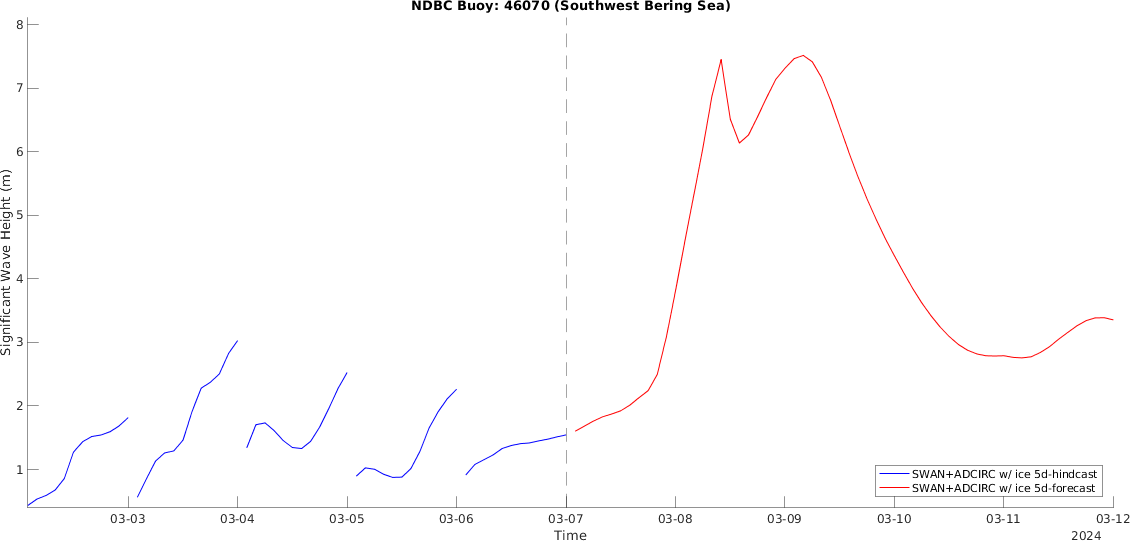 NDBC Buoy: 46070 (Southwest Bering Sea)
8
7
6
5
4
3
2
1
Significant Wave Height (m)
SWAN+ADCIRC w/ ice 5d-hindcast
SWAN+ADCIRC w/ ice 5d-forecast
03-03 03-04 03-05 03-06 03-07 03-08 03-09 03-10 03-11 03-12
Time
2024